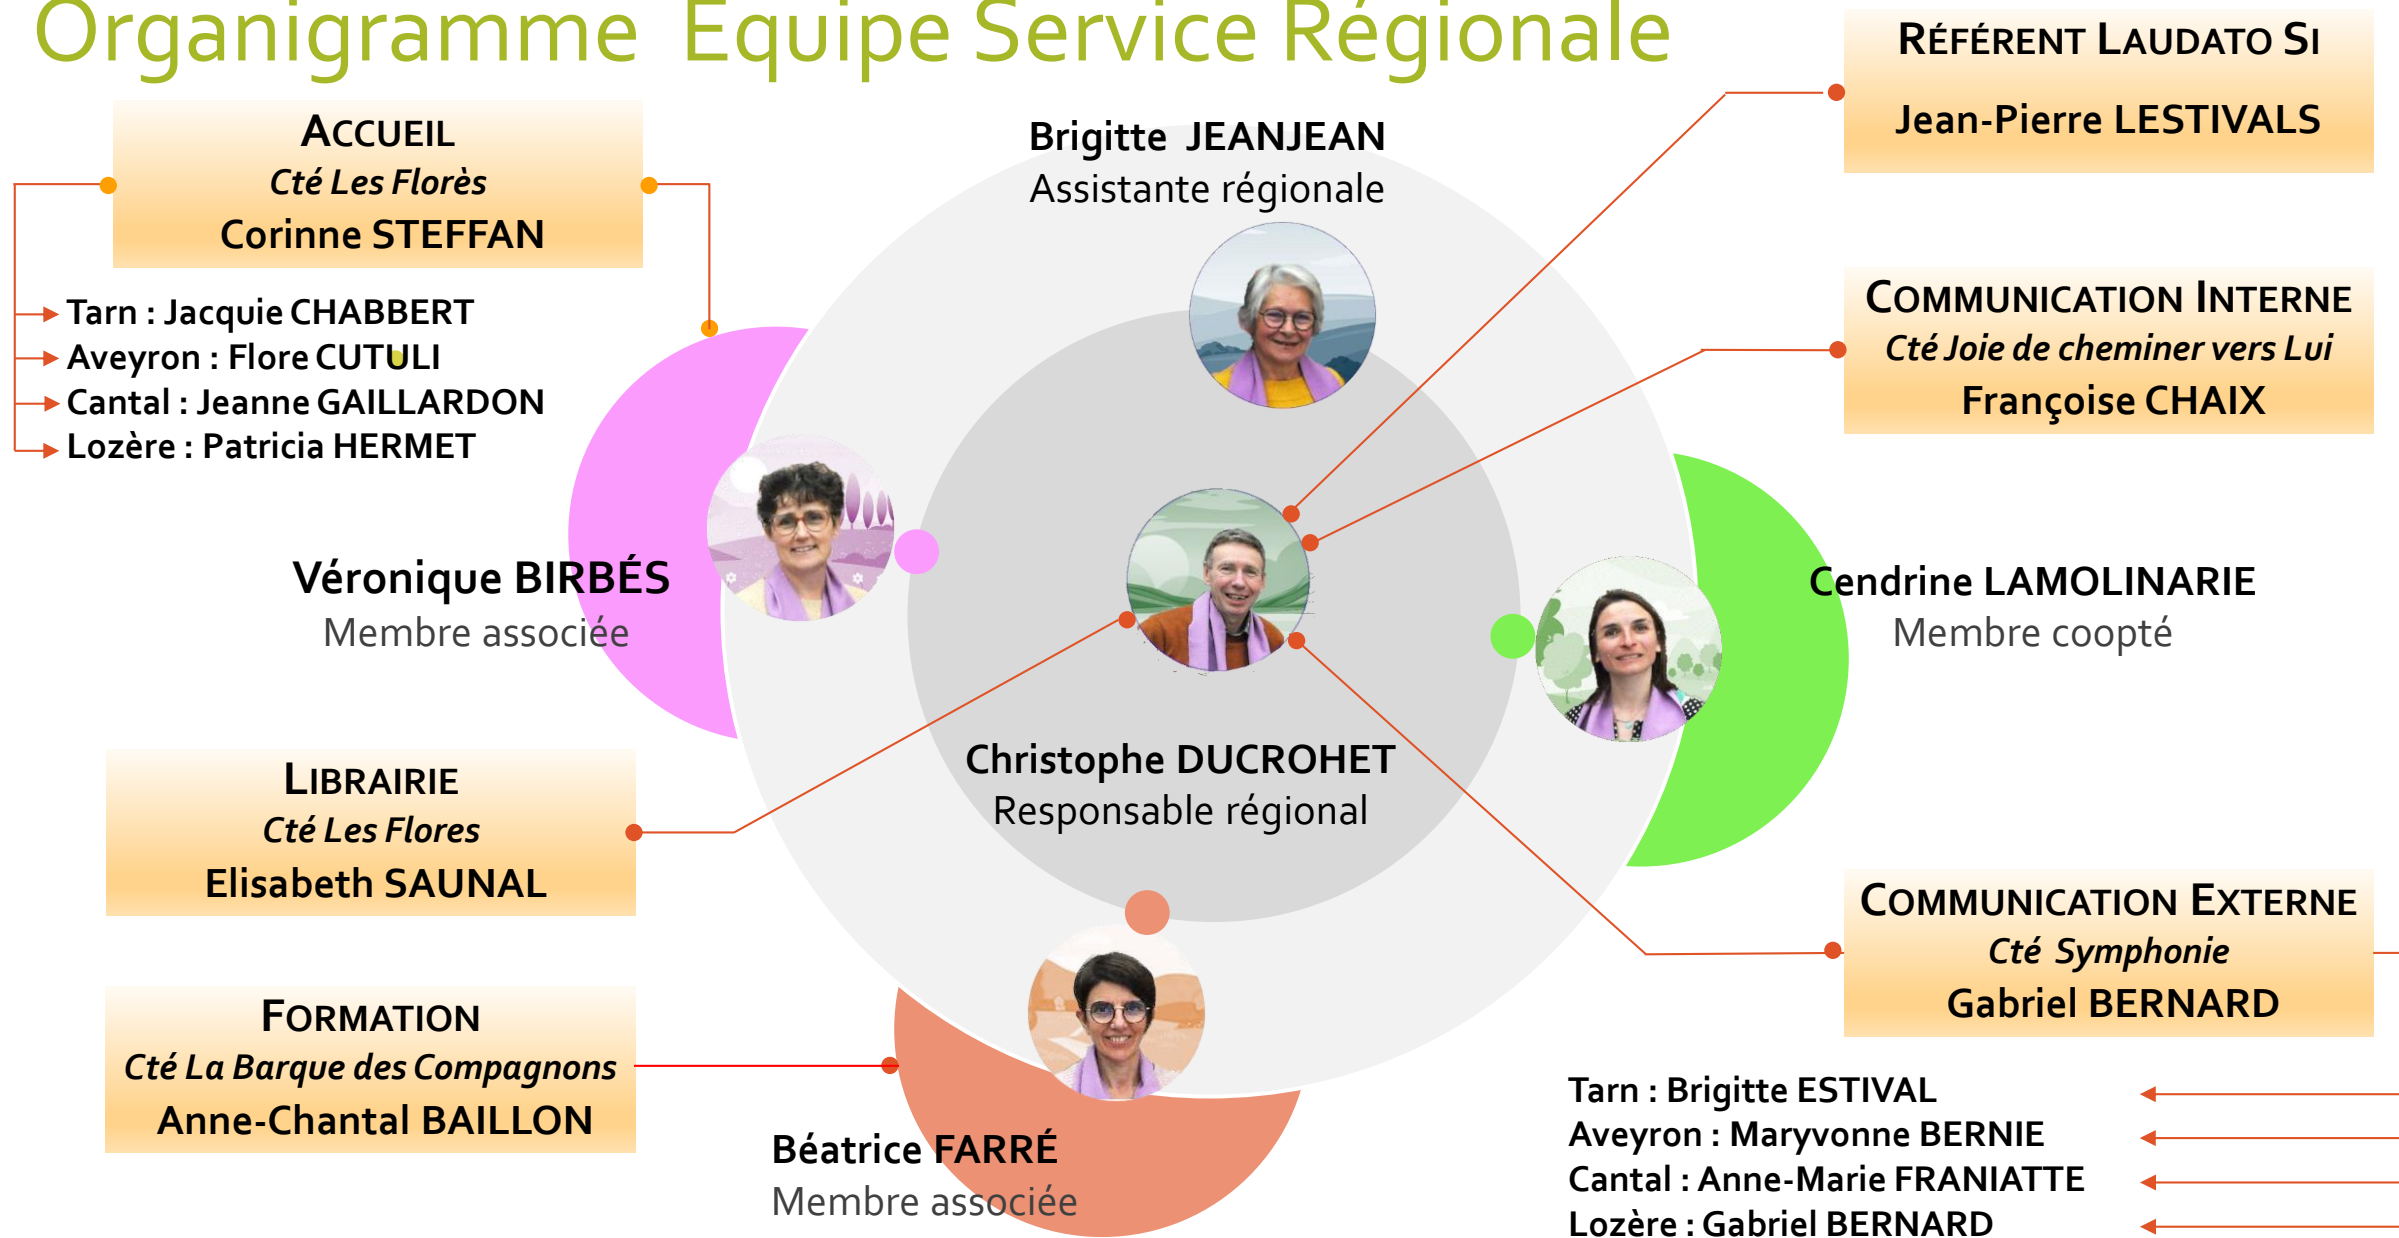 Organigramme Equipe Service Régionale
RÉFÉRENT LAUDATO SI
Jean-Pierre LESTIVALS
ACCUEIL
Cté Les Florès
Corinne STEFFAN
Brigitte JEANJEAN
Assistante régionale
Tarn : Jacquie CHABBERT
Aveyron : Flore CUTULI
Cantal : Jeanne GAILLARDON
Lozère : Patricia HERMET
COMMUNICATION INTERNE
Cté Joie de cheminer vers Lui
Françoise CHAIX
Véronique BIRBÉS
Membre associée
Cendrine LAMOLINARIE
Membre coopté
Christophe DUCROHET
Responsable régional
LIBRAIRIE
Cté Les Flores
Elisabeth SAUNAL
COMMUNICATION EXTERNE
Cté Symphonie
Gabriel BERNARD
FORMATION
Cté La Barque des Compagnons
Anne-Chantal BAILLON
Béatrice FARRÉ
Membre associée
Tarn : Brigitte ESTIVAL
Aveyron : Maryvonne BERNIE
Cantal : Anne-Marie FRANIATTE
Lozère : Gabriel BERNARD